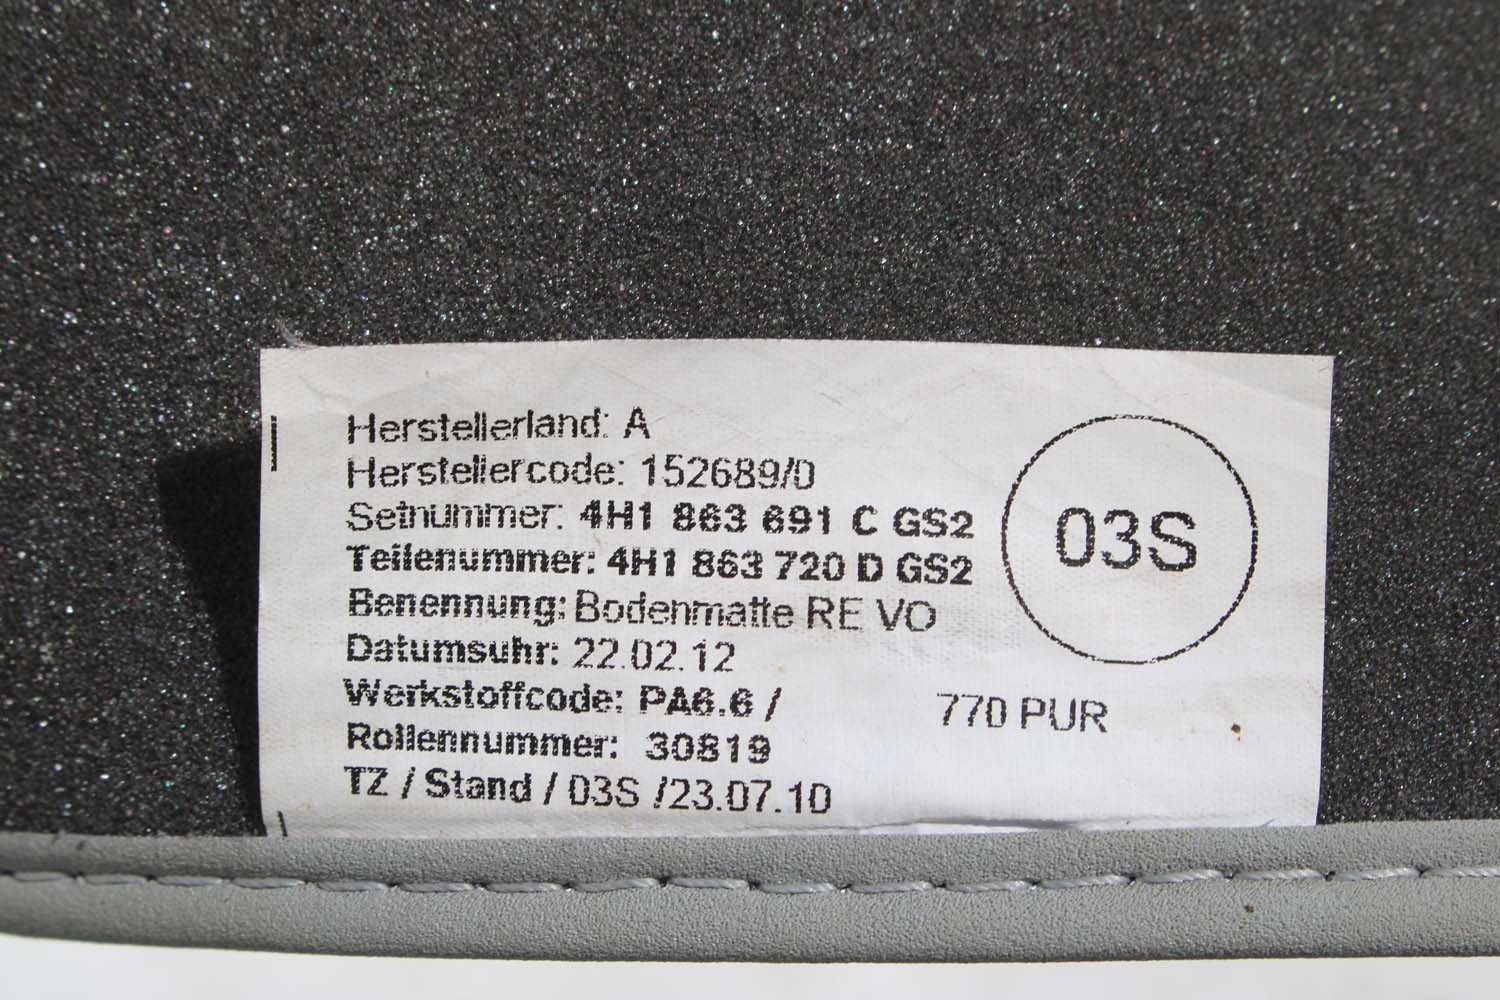 Herstellerland: A
Herstellercode: 152689/0
Setnummer: 4H1 863 691 C GS2
Teilenummer: 4H1 863 720 D GS2
03S
Benennung: Bodenmatte RE VO
Datumsuhr: 22.02.12
Werkstoffcode: PA6.6 / 770 PUR
Rollennummer: 30819
TZ / Stand / 03S /23.07.10